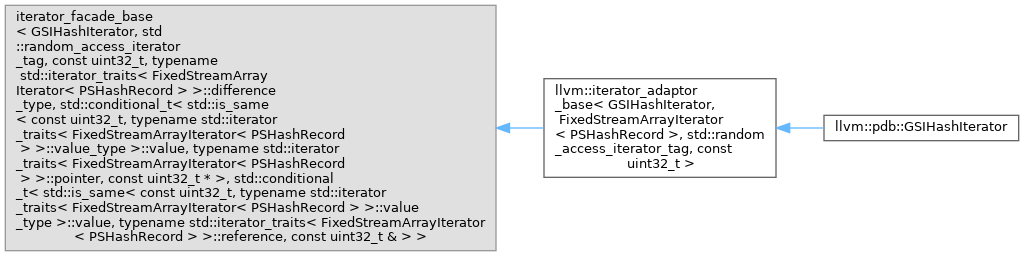 iterator_facade_base
< GSIHashIterator, std
::random_access_iterator
_tag, const uint32_t, typename
 std::iterator_traits< FixedStreamArray
Iterator< PSHashRecord > >::difference
_type, std::conditional_t< std::is_same
< const uint32_t, typename std::iterator
_traits< FixedStreamArrayIterator< PSHashRecord
 > >::value_type >::value, typename std::iterator
_traits< FixedStreamArrayIterator< PSHashRecord
 > >::pointer, const uint32_t * >, std::conditional
_t< std::is_same< const uint32_t, typename std::iterator
_traits< FixedStreamArrayIterator< PSHashRecord > >::value
_type >::value, typename std::iterator_traits< FixedStreamArrayIterator
< PSHashRecord > >::reference, const uint32_t & > >
llvm::iterator_adaptor
_base< GSIHashIterator,
 FixedStreamArrayIterator
< PSHashRecord >, std::random
_access_iterator_tag, const
 uint32_t >
llvm::pdb::GSIHashIterator